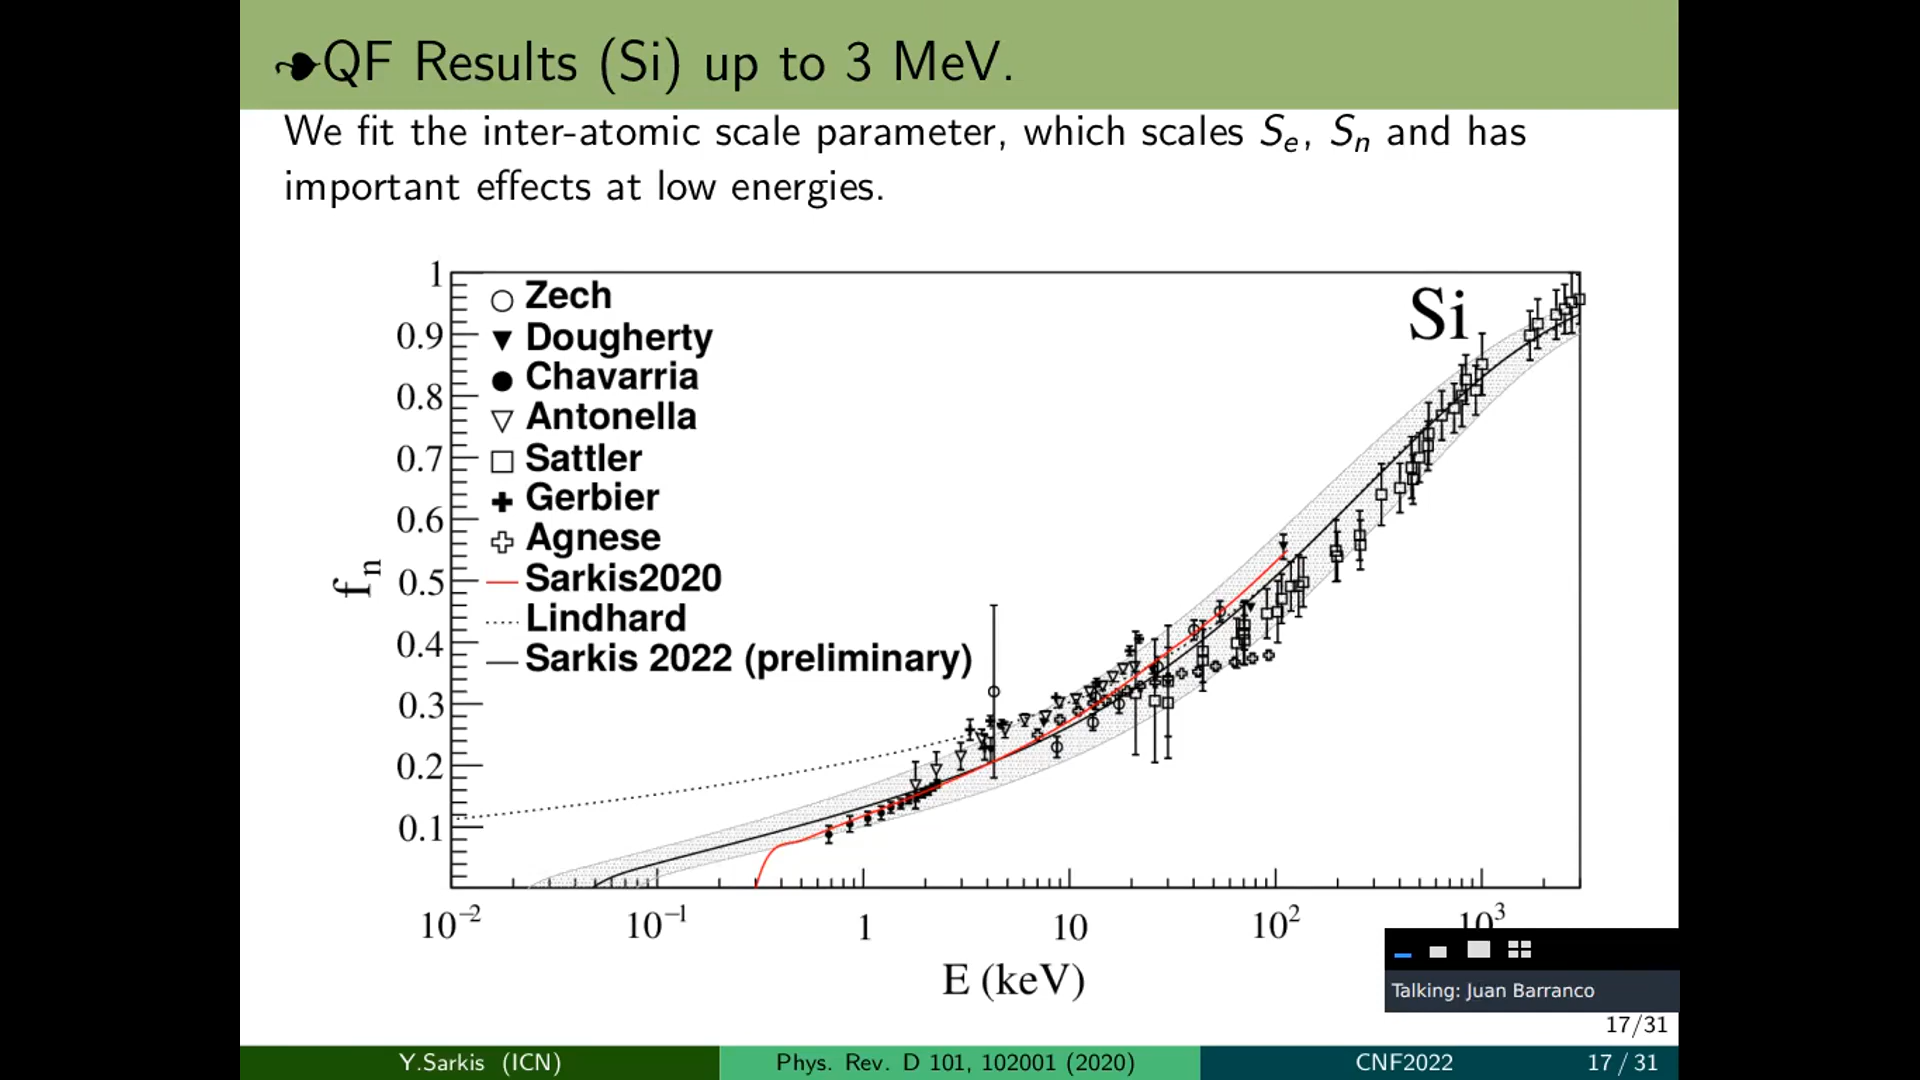 ❧QF Results (Si) up to 3 MeV.
We fit the inter-atomic scale parameter, which scales Sₑ, Sₙ and has
important effects at low energies.
Si
Zech
Dougherty
Chavarria
Antonella
Sattler
Gerbier
Agnese
Sarkis2020
Lindhard
Sarkis 2022 (preliminary)
1
0.9
0.8
0.7
0.6
0.5
0.4
0.3
0.2
0.1
fₙ
10⁻² 10⁻¹ 1 10 10² 10³
E (keV)
Talking: Juan Barranco
17/31
Y.Sarkis (ICN) Phys. Rev. D 101, 102001 (2020) CNF2022 17 / 31